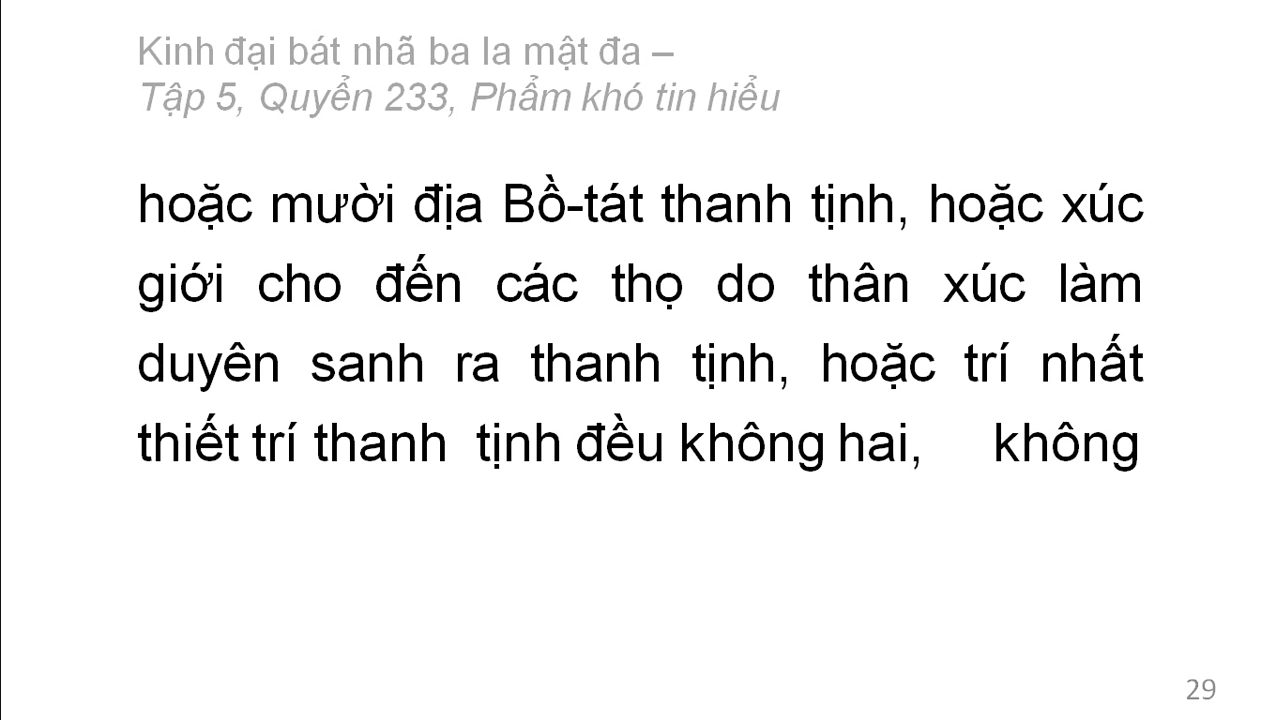 Kinh đại bát nhã ba la mật đa –
Tập 5, Quyển 233, Phẩm khó tin hiểu
hoặc mười địa Bồ-tát thanh tịnh, hoặc xúc
giới cho đến các thọ do thân xúc làm
duyên sanh ra thanh tịnh, hoặc trí nhất
thiết trí thanh tịnh đều không hai, không
29